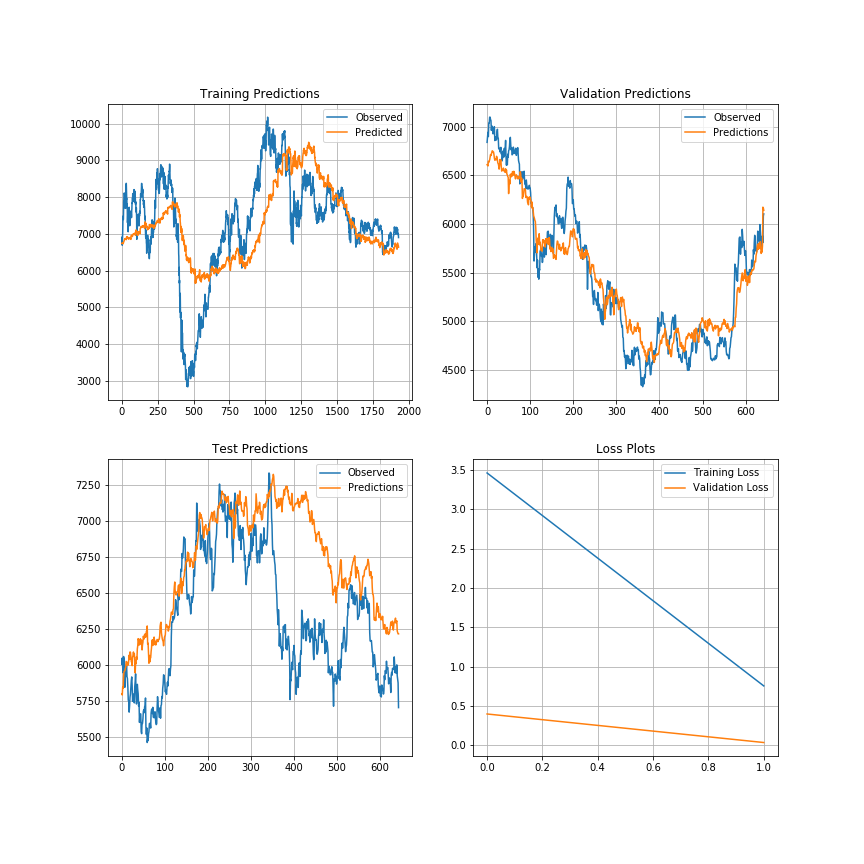 Training Predictions
Observed
Predicted
10000
9000
8000
7000
6000
5000
4000
3000
0 250 500 750 1000 1250 1500 1750 2000
Validation Predictions
Observed
Predictions
7000
6500
6000
5500
5000
4500
0 100 200 300 400 500 600
Test Predictions
Observed
Predictions
7250
7000
6750
6500
6250
6000
5750
5500
0 100 200 300 400 500 600
Loss Plots
Training Loss
Validation Loss
3.5
3.0
2.5
2.0
1.5
1.0
0.5
0.0
0.0 0.2 0.4 0.6 0.8 1.0